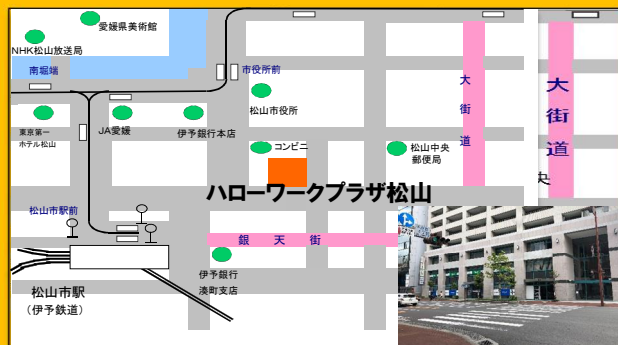 愛媛県美術館
NHK松山放送局
南堀端
市役所前
松山市役所
東京第一
ホテル松山
JA愛媛
伊予銀行本店
コンビニ
松山中央
郵便局
大街道
大街道
央
ハローワークプラザ松山
松山市駅前
銀天街
伊予銀行
湊町支店
松山市駅
（伊予鉄道）